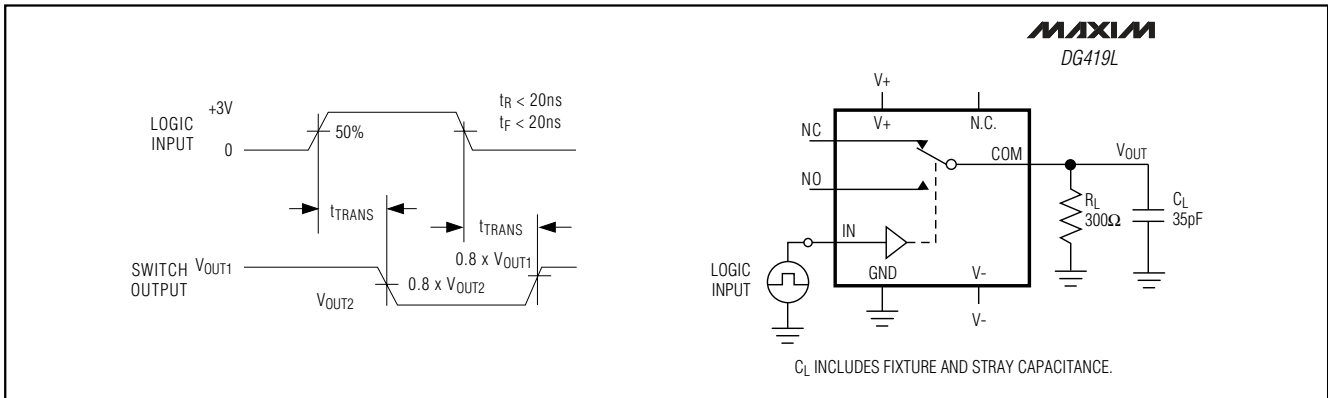 MAXIM
DG419L
LOGIC
INPUT
+3V
0
50%
tR < 20ns
tF < 20ns
tTRANS
tTRANS
SWITCH
OUTPUT
VOUT1
VOUT2
0.8 x VOUT1
0.8 x VOUT2
V+
V+
N.C.
NC
NO
COM
VOUT
RL
300Ω
CL
35pF
IN
LOGIC
INPUT
GND
V-
V-
CL INCLUDES FIXTURE AND STRAY CAPACITANCE.